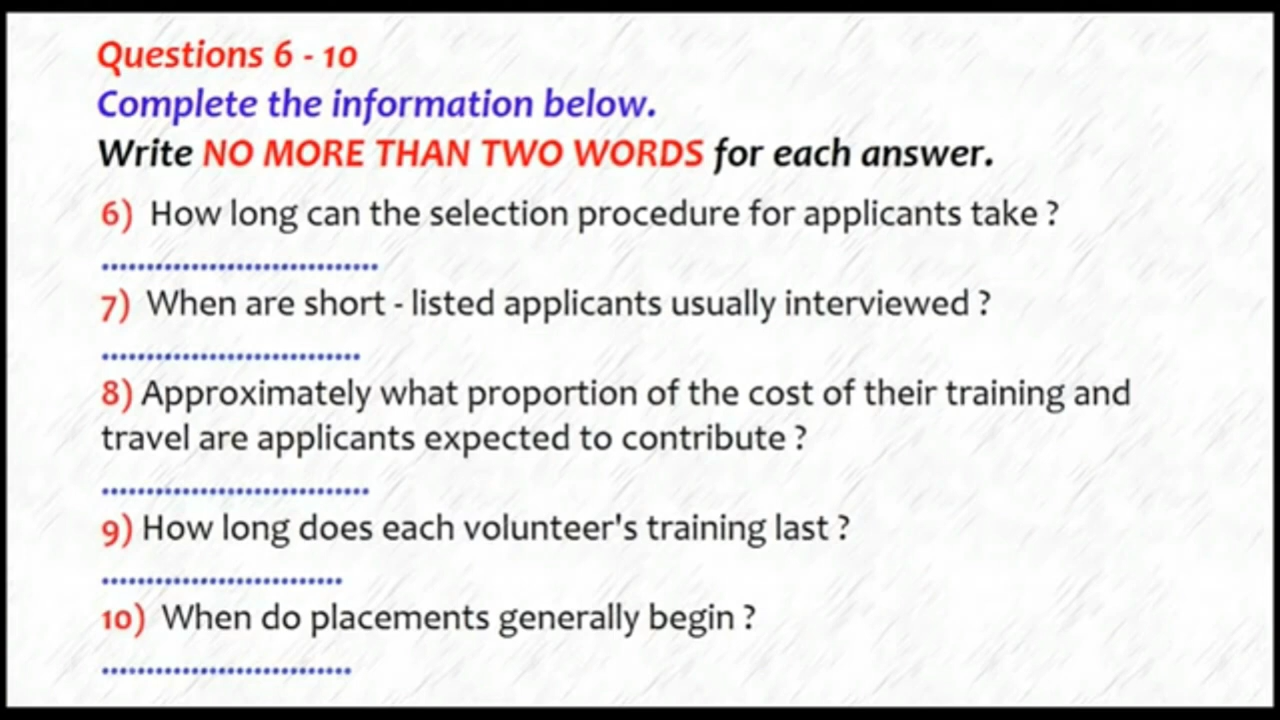 Questions 6 - 10
Complete the information below.
Write NO MORE THAN TWO WORDS for each answer.
6) How long can the selection procedure for applicants take ?
...............................
7) When are short - listed applicants usually interviewed ?
.............................
8) Approximately what proportion of the cost of their training and
travel are applicants expected to contribute ?
..............................
9) How long does each volunteer's training last ?
...........................
10) When do placements generally begin ?
............................